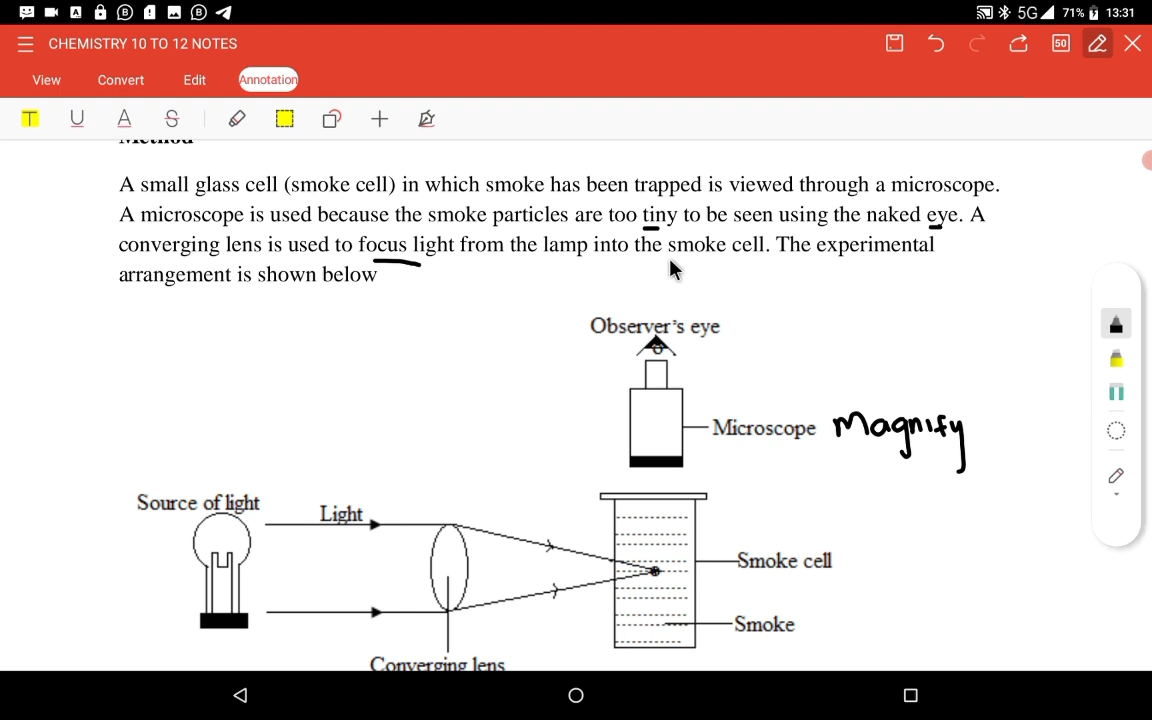 5G 71% 13:31
CHEMISTRY 10 TO 12 NOTES
50
View Convert Edit Annotation
T U A S
Method
A small glass cell (smoke cell) in which smoke has been trapped is viewed through a microscope.
A microscope is used because the smoke particles are too tiny to be seen using the naked eye. A
converging lens is used to focus light from the lamp into the smoke cell. The experimental
arrangement is shown below
Observer's eye
Microscope Magnify
Source of light
Light
Smoke cell
Smoke
Converging lens